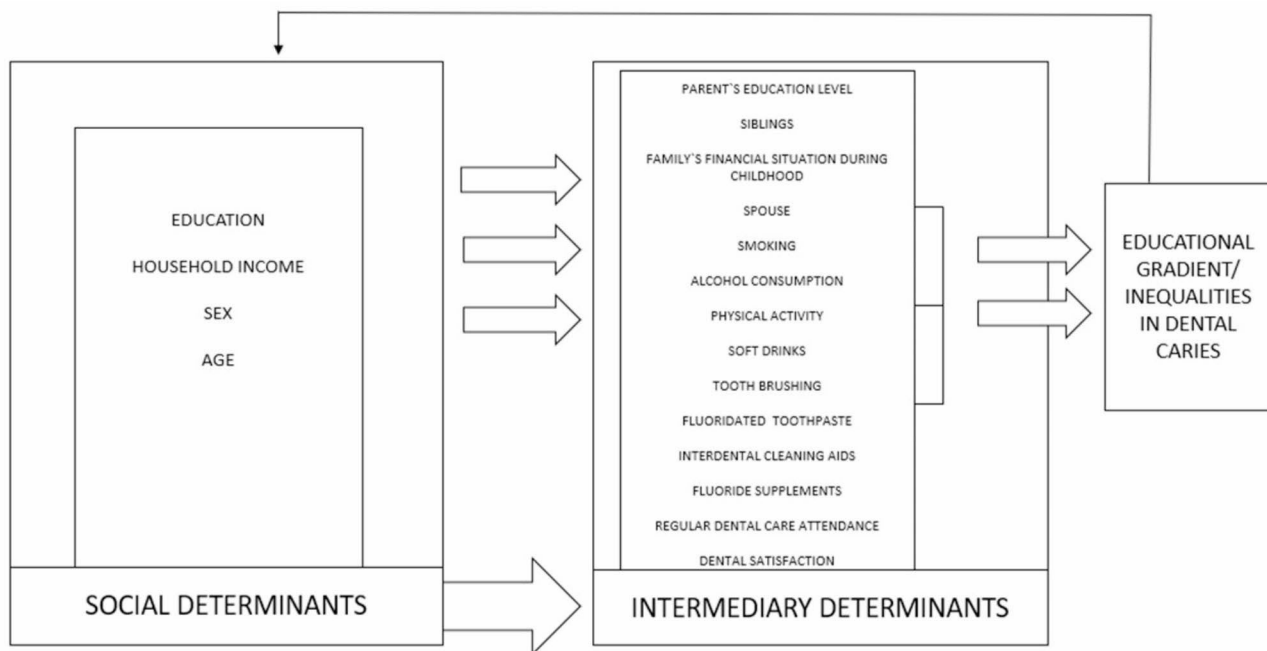 EDUCATION
HOUSEHOLD INCOME
SEX
AGE
SOCIAL DETERMINANTS
PARENT`S EDUCATION LEVEL
SIBLINGS
FAMILY`S FINANCIAL SITUATION DURING
CHILDHOOD
SPOUSE
SMOKING
ALCOHOL CONSUMPTION
PHYSICAL ACTIVITY
SOFT DRINKS
TOOTH BRUSHING
FLUORIDATED TOOTHPASTE
INTERDENTAL CLEANING AIDS
FLUORIDE SUPPLEMENTS
REGULAR DENTAL CARE ATTENDANCE
DENTAL SATISFACTION
INTERMEDIARY DETERMINANTS
EDUCATIONAL
GRADIENT/
INEQUALITIES
IN DENTAL
CARIES